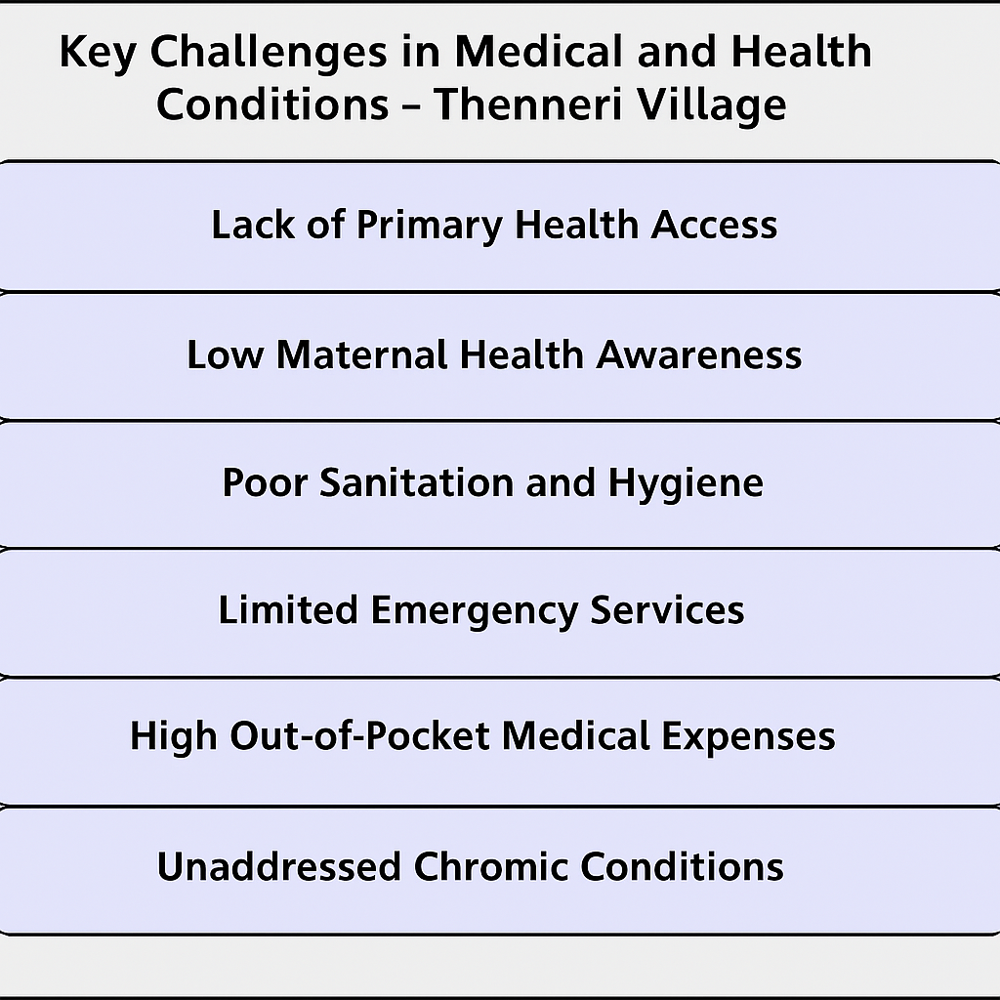 Key Challenges in Medical and Health
Conditions – Thenneri Village
Lack of Primary Health Access
Low Maternal Health Awareness
Poor Sanitation and Hygiene
Limited Emergency Services
High Out-of-Pocket Medical Expenses
Unaddressed Chromic Conditions